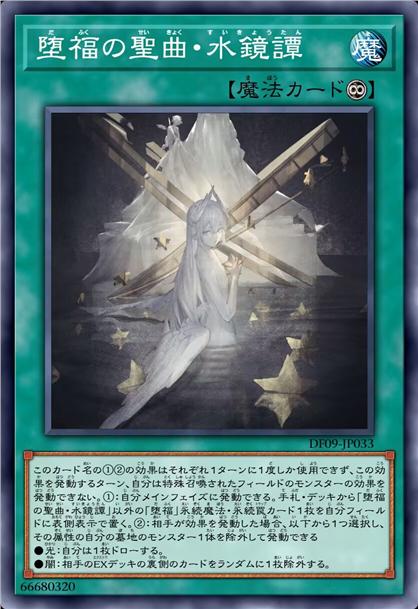 堕福の聖曲・水鏡譚
魔
【魔法カード】
DF09-JP033
このカード名の①②の効果はそれぞれ1ターンに1度しか使用できず、この効
果を発動するターン、自分は特殊召喚されたフィールドのモンスターの効果を
発動できない。①:自分メインフェイズに発動できる。手札・デッキから「堕福
の聖曲・水鏡譚」以外の「堕福」永続魔法・永続罠カード1枚を自分フィール
ドに表側表示で置く。②:相手が効果を発動した場合、以下から1つ選択し、
その属性の自分の墓地のモンスター1体を除外して発動できる
●光:自分は1枚ドローする。
●闇:相手のEXデッキの裏側のカードをランダムに1枚除外する。
66680320